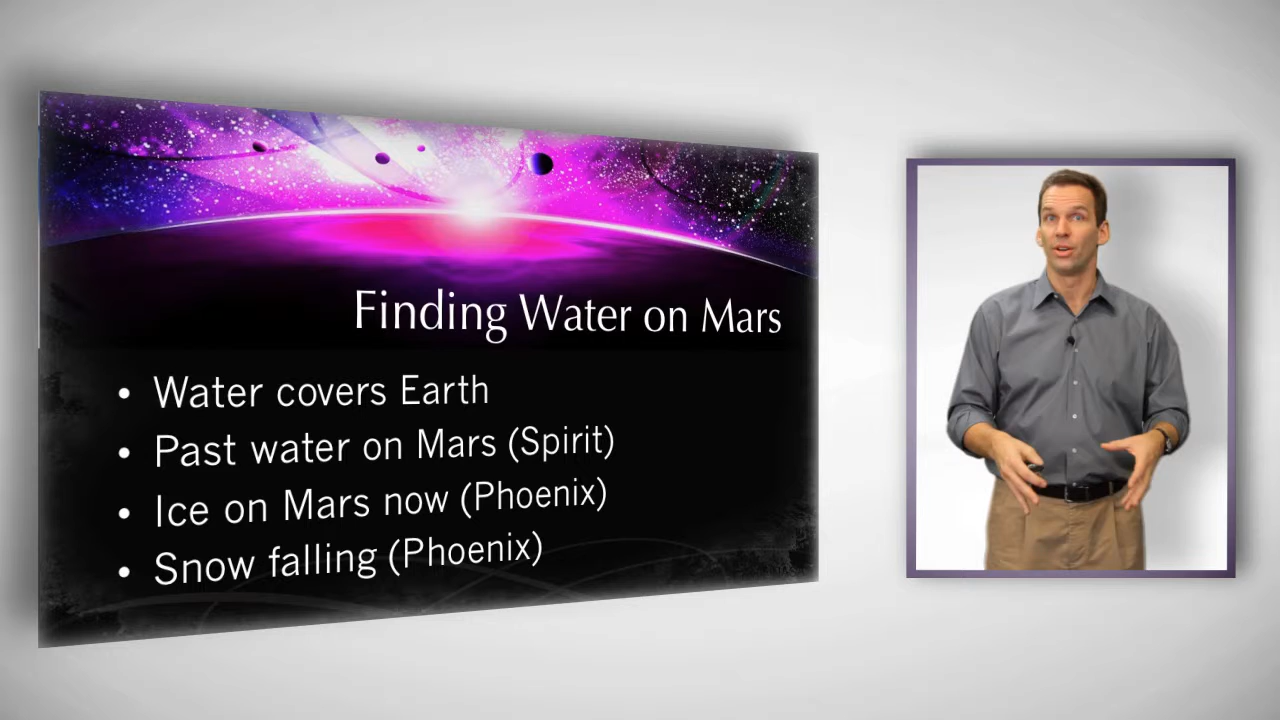 Finding Water on Mars
• Water covers Earth
• Past water on Mars (Spirit)
• Ice on Mars now (Phoenix)
• Snow falling (Phoenix)